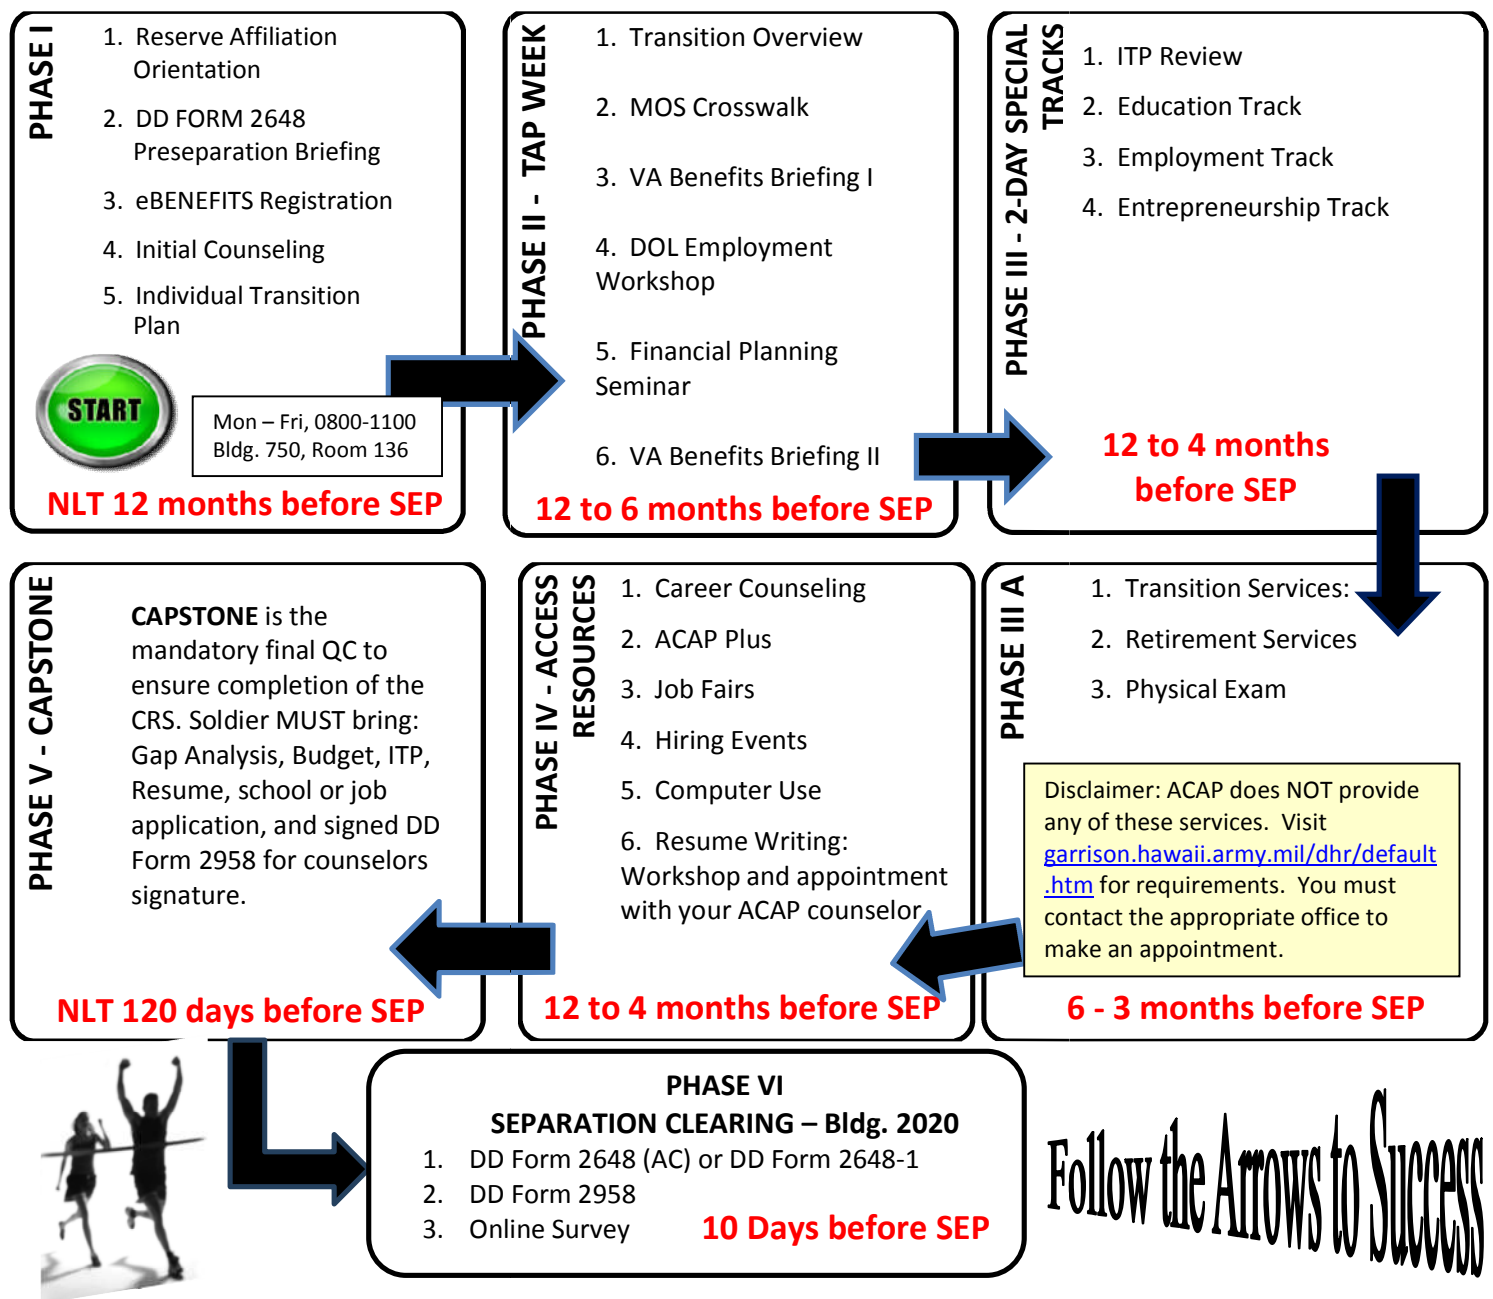 PHASE I
1. Reserve Affiliation
Orientation
2. DD FORM 2648
Preseparation Briefing
3. eBENEFITS Registration
4. Initial Counseling
5. Individual Transition
Plan
START
Mon – Fri, 0800-1100
Bldg. 750, Room 136
NLT 12 months before SEP
PHASE II - TAP WEEK
1. Transition Overview
2. MOS Crosswalk
3. VA Benefits Briefing I
4. DOL Employment
Workshop
5. Financial Planning
Seminar
6. VA Benefits Briefing II
12 to 6 months before SEP
PHASE III - 2-DAY SPECIAL
TRACKS
1. ITP Review
2. Education Track
3. Employment Track
4. Entrepreneurship Track
12 to 4 months
before SEP
PHASE III A
1. Transition Services:
2. Retirement Services
3. Physical Exam
Disclaimer: ACAP does NOT provide
any of these services. Visit
garrison.hawaii.army.mil/dhr/default
.htm for requirements. You must
contact the appropriate office to
make an appointment.
6 - 3 months before SEP
PHASE IV - ACCESS
RESOURCES
1. Career Counseling
2. ACAP Plus
3. Job Fairs
4. Hiring Events
5. Computer Use
6. Resume Writing:
Workshop and appointment
with your ACAP counselor
12 to 4 months before SEP
PHASE V - CAPSTONE
CAPSTONE is the
mandatory final QC to
ensure completion of the
CRS. Soldier MUST bring:
Gap Analysis, Budget, ITP,
Resume, school or job
application, and signed DD
Form 2958 for counselors
signature.
NLT 120 days before SEP
PHASE VI
SEPARATION CLEARING – Bldg. 2020
1. DD Form 2648 (AC) or DD Form 2648-1
2. DD Form 2958
3. Online Survey
10 Days before SEP
Follow the Arrows to Success